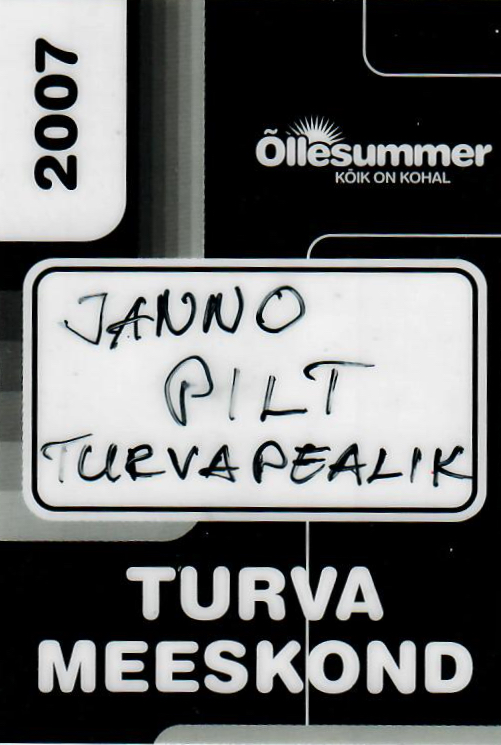 2007
Õllesummer
KÕIK ON KOHAL
JANNO
PILT
TURVAPEALIK
TURVA
MEESKOND